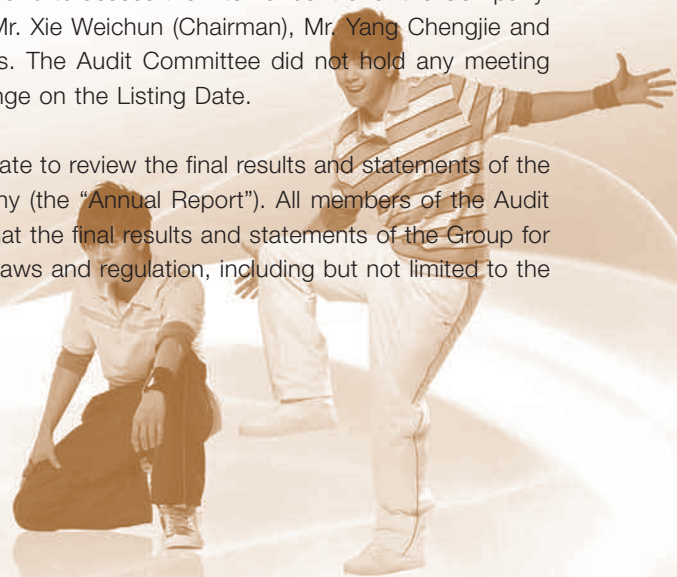 Mr. Xie Weichun (Chairman), Mr. Yang Chengjie and
s. The Audit Committee did not hold any meeting
nge on the Listing Date.
ate to review the final results and statements of the
ny (the “Annual Report”). All members of the Audit
at the final results and statements of the Group for
aws and regulation, including but not limited to the